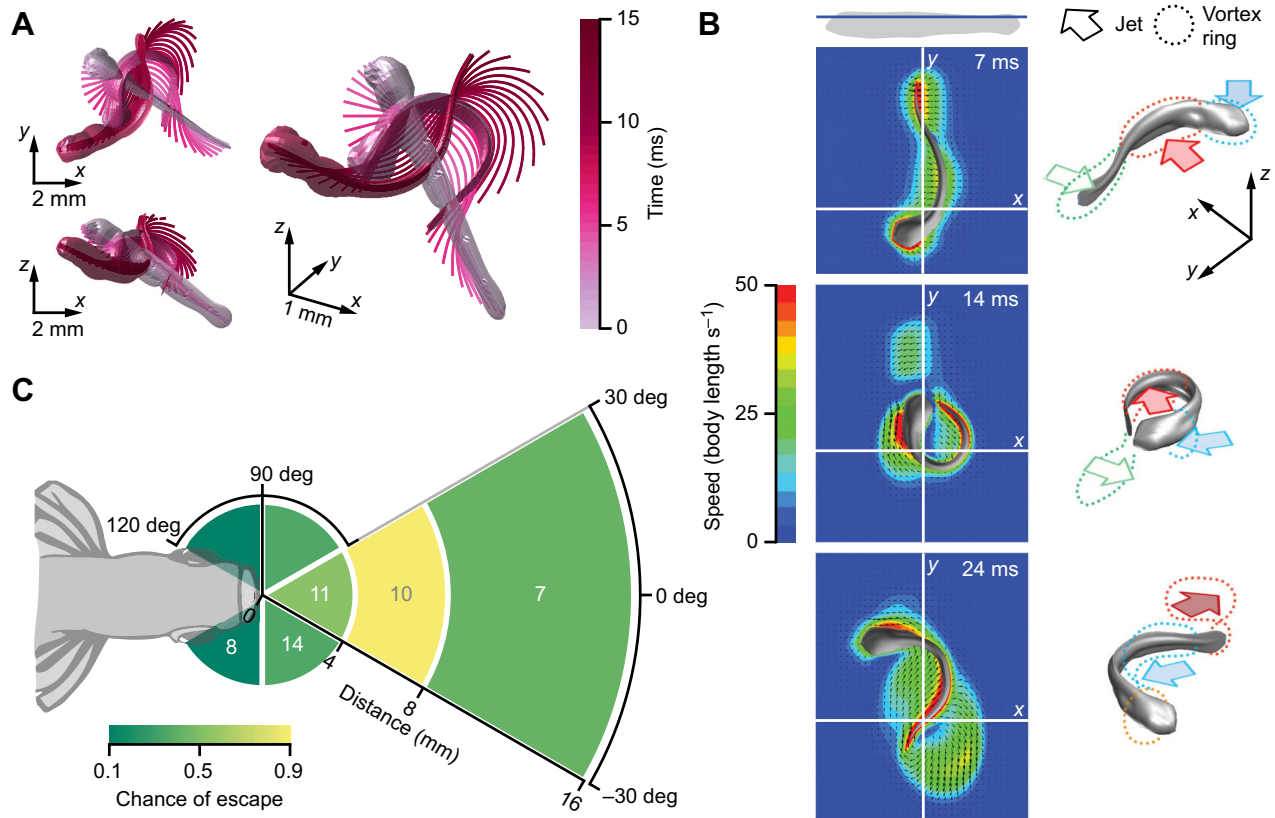 A
y
x
2 mm
z
x
2 mm
z
y
x
1 mm
15
10
5
0
Time (ms)
B
Jet
Vortex
ring
y
7 ms
x
z
x
y
50
25
0
Speed (body length s⁻¹)
y
14 ms
x
y
24 ms
x
C
30 deg
90 deg
120 deg
0
11
10
7
0 deg
8
14
4
8
16
Distance (mm)
–30 deg
0.1
0.5
0.9
Chance of escape